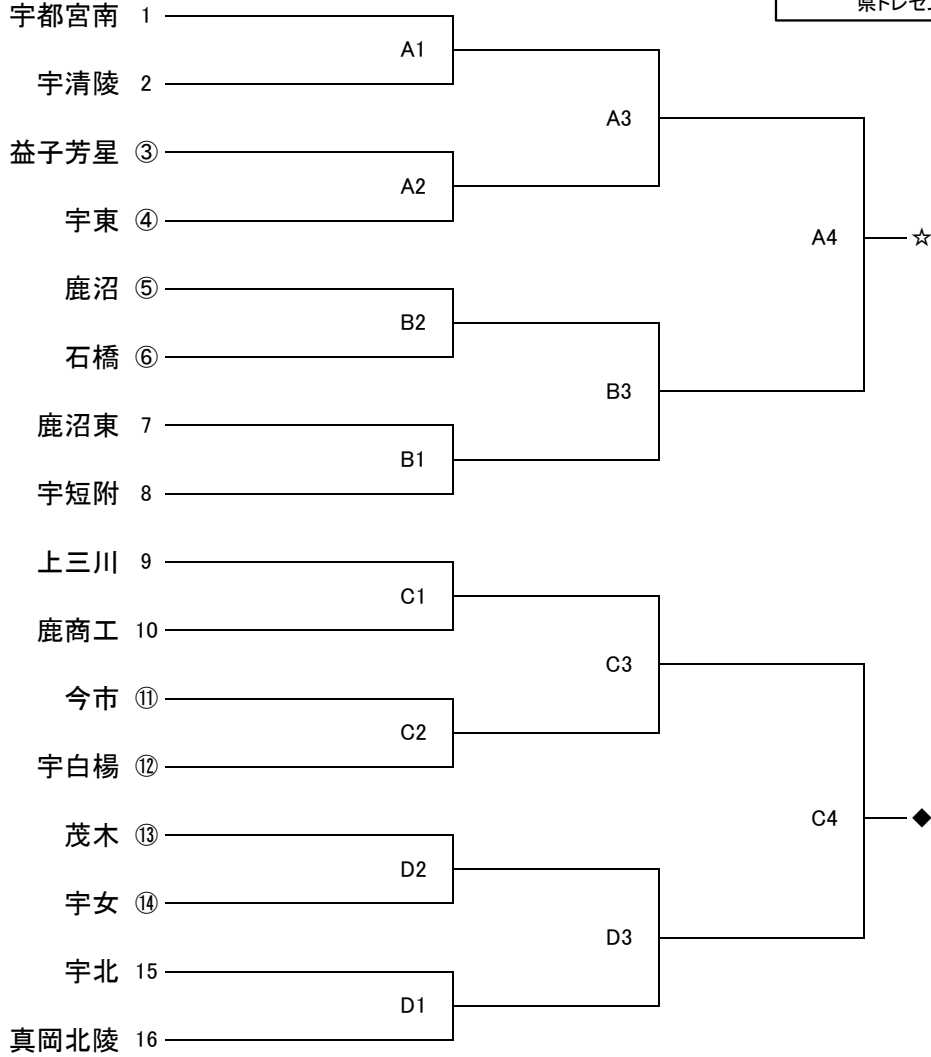 宇都宮南 1
宇清陵 2
益子芳星 ③
宇東 ④
鹿沼 ⑤
石橋 ⑥
鹿沼東 7
宇短附 8
上三川 9
鹿商工 10
今市 ⑪
宇白楊 ⑫
茂木 ⑬
宇女 ⑭
宇北 15
真岡北陵 16
A1
A2
B2
B1
C1
C2
D2
D1
A3
B3
C3
D3
A4
C4
☆
◆